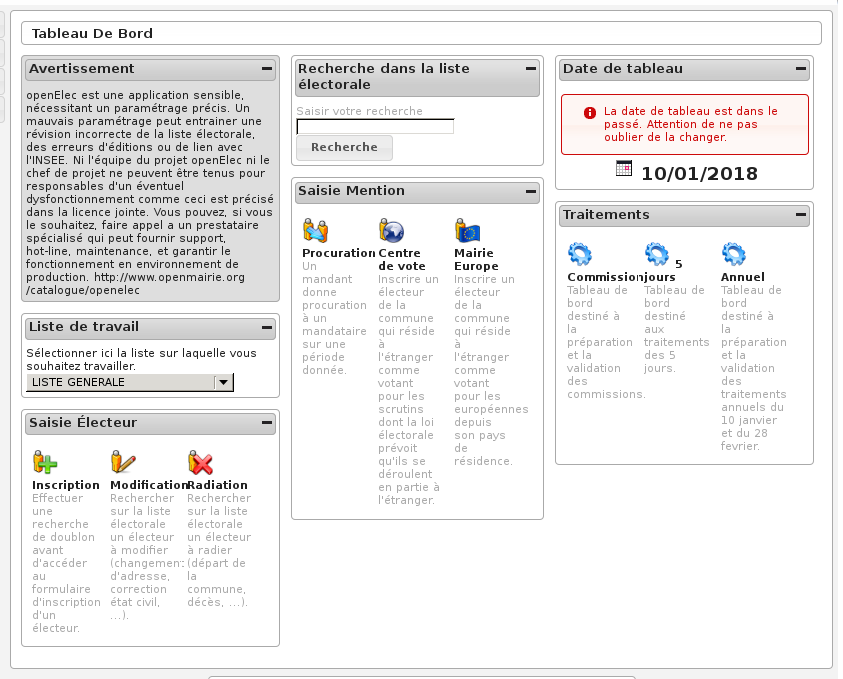 Tableau De Bord
Avertissement
openElec est une application sensible,
nécessitant un paramétrage précis. Un
mauvais paramétrage peut entrainer une
révision incorrecte de la liste électorale,
des erreurs d'éditions ou de lien avec
l'INSEE. Ni l'équipe du projet openElec ni le
chef de projet ne peuvent être tenus pour
responsables d'un éventuel
dysfonctionnement comme ceci est précisé
dans la licence jointe. Vous pouvez, si vous
le souhaitez, faire appel a un prestataire
spécialisé qui peut fournir support,
hot-line, maintenance, et garantir le
fonctionnement en environnement de
production. http://www.openmairie.org
/catalogue/openelec
Liste de travail
Sélectionner ici la liste sur laquelle vous
souhaitez travailler.
LISTE GENERALE
Saisie Électeur
Inscription
Effectuer
une
recherche
de doublon
avant
d'accéder
au
formulaire
d'inscription
d'un
électeur.
Modification
Rechercher
sur la liste
électorale
un électeur
à modifier
(changement
d'adresse,
correction
état civil,
...).
Radiation
Rechercher
sur la liste
électorale
un électeur
à radier
(départ de
la
commune,
décès, ...).
Recherche dans la liste
électorale
Saisir votre recherche
Recherche
Saisie Mention
Procuration
Un
mandant
donne
procuration
à un
mandataire
sur une
période
donnée.
Centre
de vote
Inscrire un
électeur
de la
commune
qui réside
à
l'étranger
comme
votant
pour les
scrutins
dont la loi
électorale
prévoit
qu'ils se
déroulent
en partie à
l'étranger.
Mairie
Europe
Inscrire un
électeur
de la
commune
qui réside
à
l'étranger
comme
votant
pour les
européennes
depuis
son pays
de
résidence.
Date de tableau
La date de tableau est dans le
passé. Attention de ne pas
oublier de la changer.
10/01/2018
Traitements
Commission
Tableau de
bord
destiné à
la
préparation
et la
validation
des
commissions.
5
jours
Tableau de
bord
destiné
aux
traitements
des 5
jours.
Annuel
Tableau de
bord
destiné à
la
préparation
et la
validation
des
traitements
annuels du
10 janvier
et du 28
fevrier.